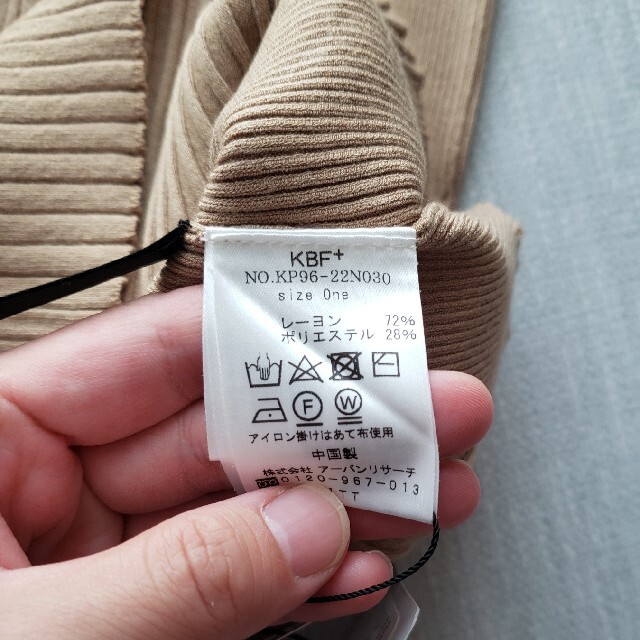 KBF+
NO.KP96-22N030
size One
レーヨン 72%
ポリエステル 28%
F W
アイロン掛けはあて布使用
中国製
株式会社 アーバンリサーチ
0120-967-013